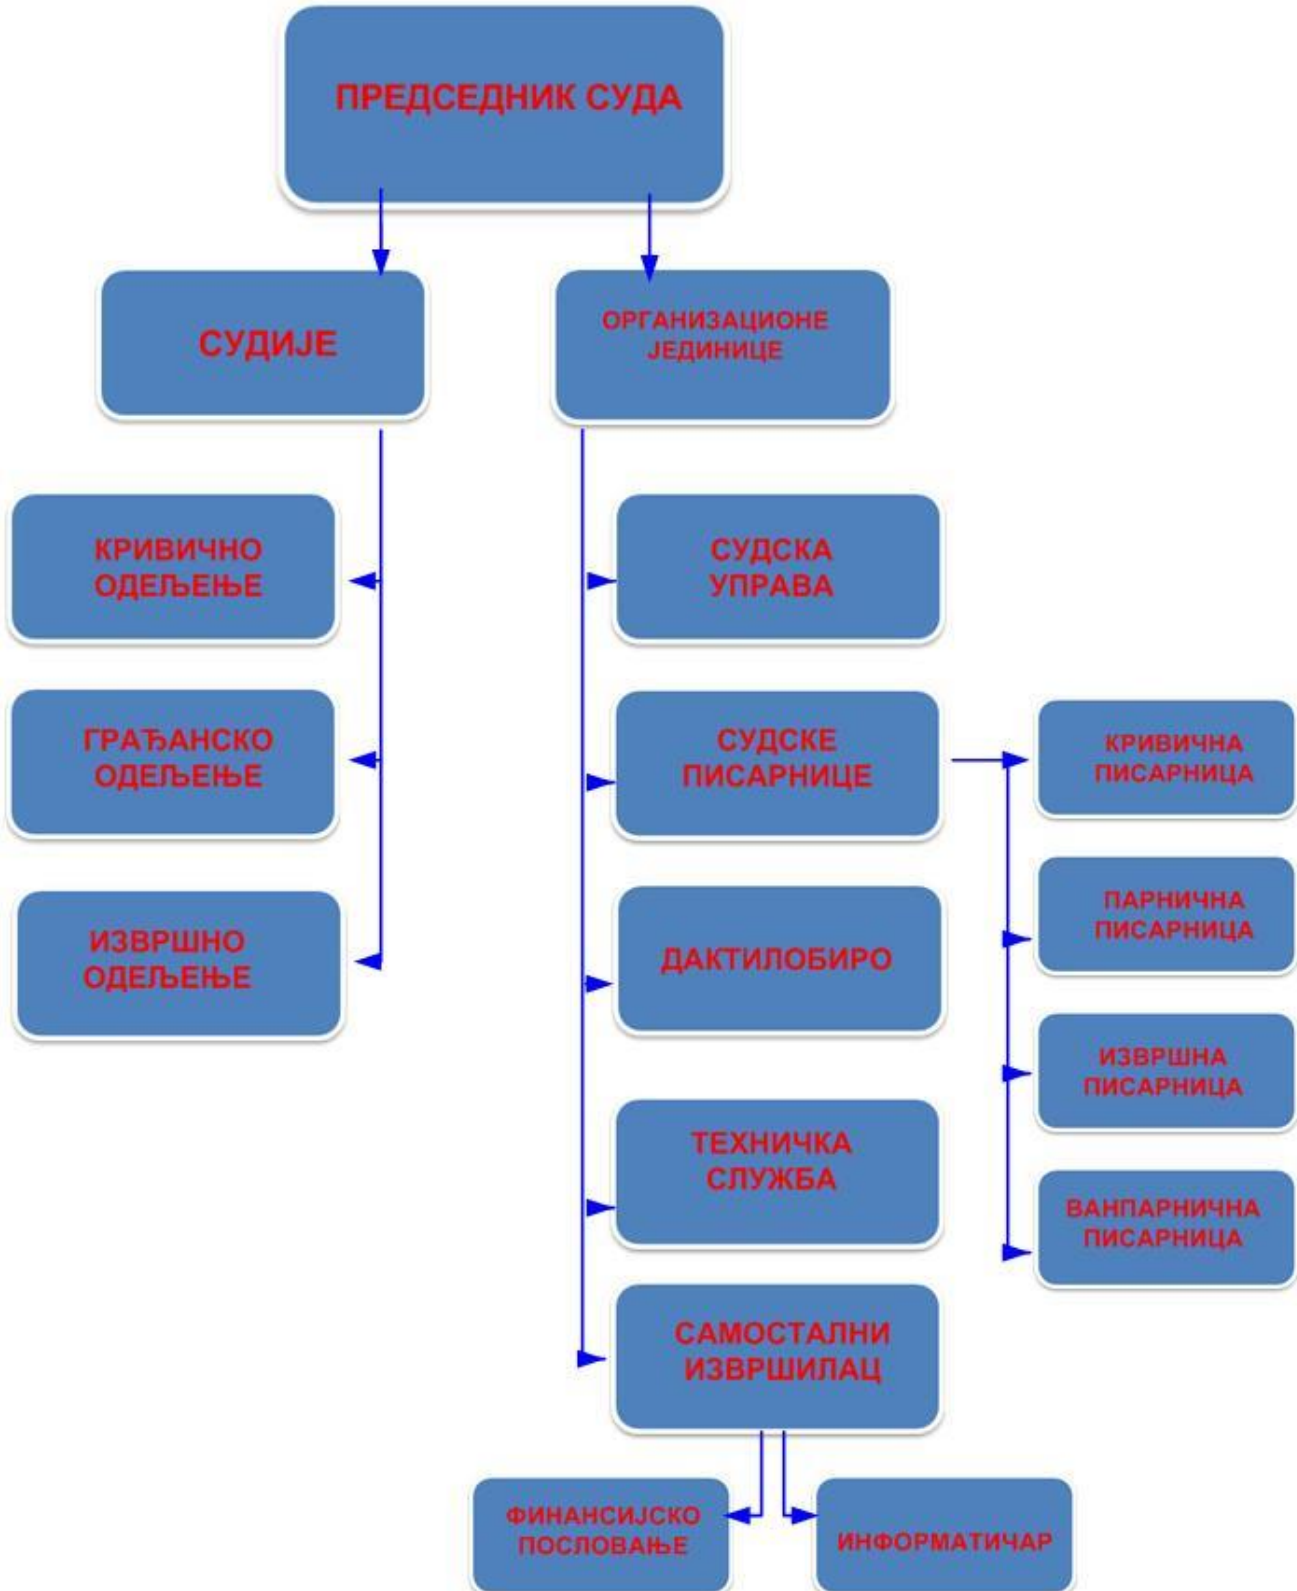 ПРЕДСЕДНИК СУДА
СУДИЈЕ
ОРГАНИЗАЦИОНЕ
ЈЕДИНИЦЕ
КРИВИЧНО
ОДЕЉЕЊЕ
ГРАЂАНСКО
ОДЕЉЕЊЕ
ИЗВРШНО
ОДЕЉЕЊЕ
СУДСКА
УПРАВА
СУДСКЕ
ПИСАРНИЦЕ
ДАКТИЛОБИРО
ТЕХНИЧКА
СЛУЖБА
САМОСТАЛНИ
ИЗВРШИЛАЦ
КРИВИЧНА
ПИСАРНИЦА
ПАРНИЧНА
ПИСАРНИЦА
ИЗВРШНА
ПИСАРНИЦА
ВАНПАРНИЧНА
ПИСАРНИЦА
ФИНАНСИЈСКО
ПОСЛОВАЊЕ
ИНФОРМАТИЧАР